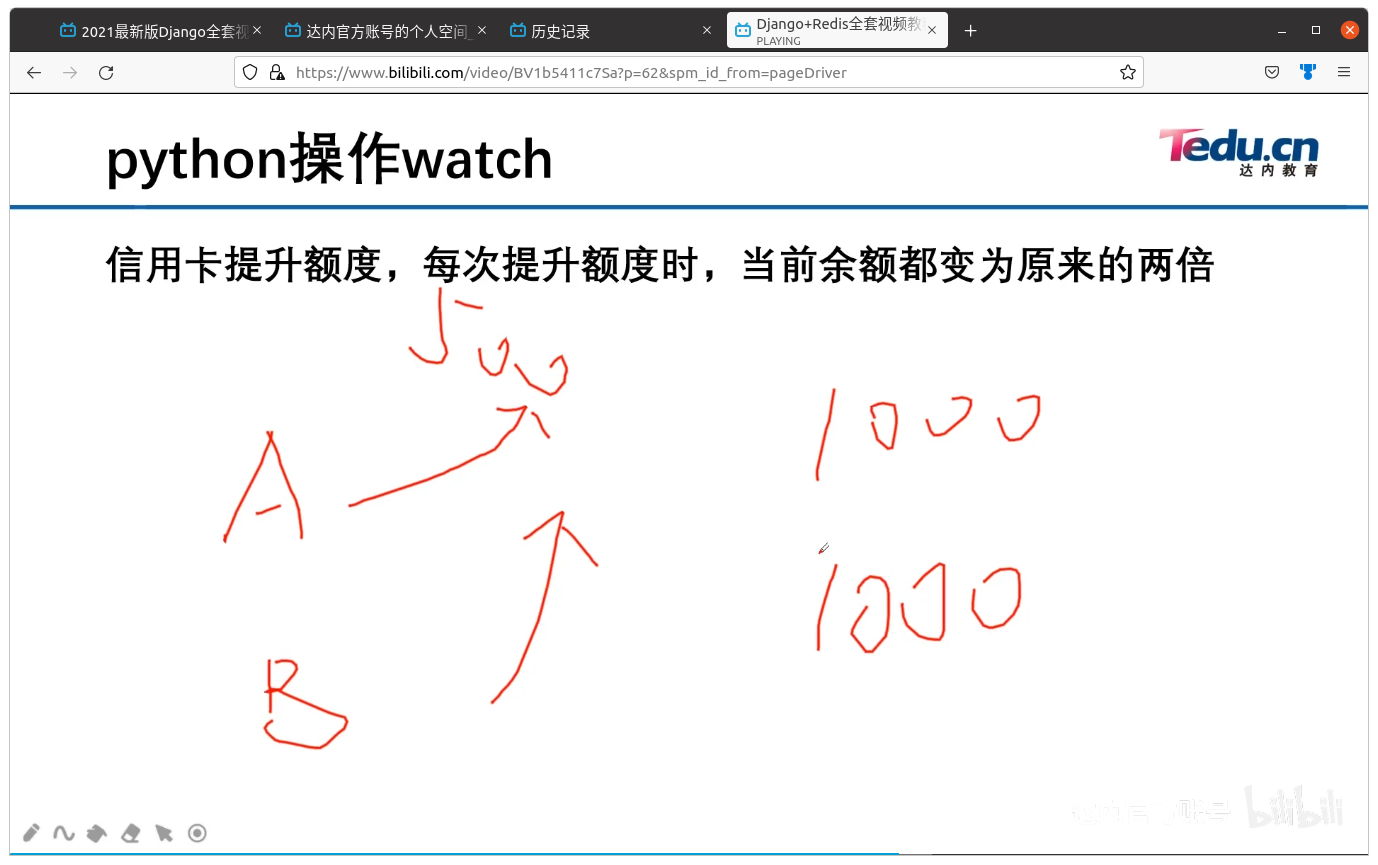 2021最新版Django全套视
达内官方账号的个人空间_
历史记录
Django+Redis全套视频教
PLAYING
https://www.bilibili.com/video/BV1b5411c7Sa?p=62&spm_id_from=pageDriver
python操作watch
Tedu.cn
达内教育
信用卡提升额度，每次提升额度时，当前余额都变为原来的两倍
500
1000
A
1000
B
达内官方账号 bilibili